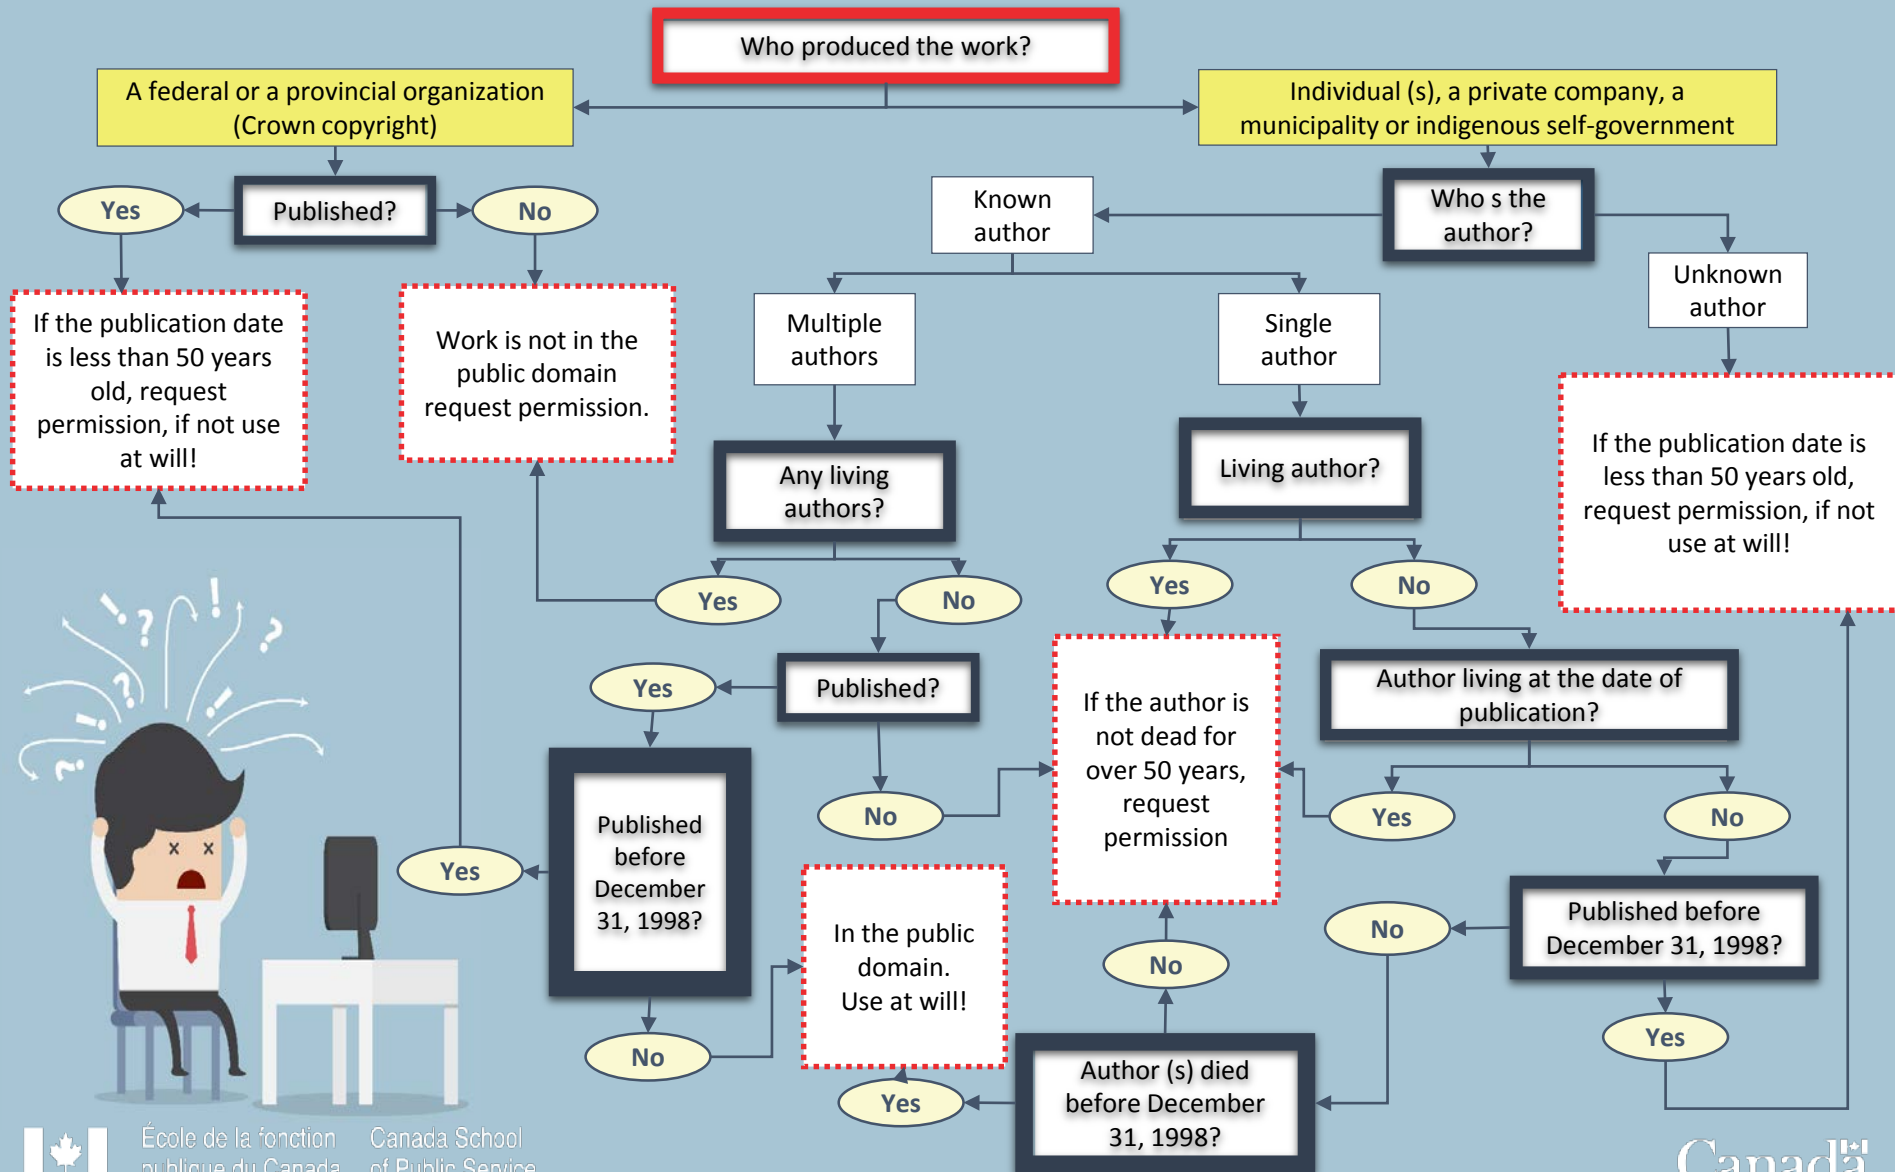 Who produced the work?
A federal or a provincial organization
(Crown copyright)
Individual (s), a private company, a
municipality or indigenous self-government
Yes
Published?
No
Known
author
Who s the
author?
Unknown
author
If the publication date
is less than 50 years
old, request
permission, if not use
at will!
Work is not in the
public domain
request permission.
Multiple
authors
Single
author
If the publication date is
less than 50 years old,
request permission, if not
use at will!
Any living
authors?
Living author?
Yes
No
Yes
No
Yes
Published?
If the author is
not dead for
over 50 years,
request
permission
Author living at the date of
publication?
No
Yes
No
Published
before
December
31, 1998?
Yes
In the public
domain.
Use at will!
No
No
Published before
December 31, 1998?
No
Yes
Yes
Author (s) died
before December
31, 1998?
École de la fonction
publique du Canada
Canada School
of Public Service
Canada